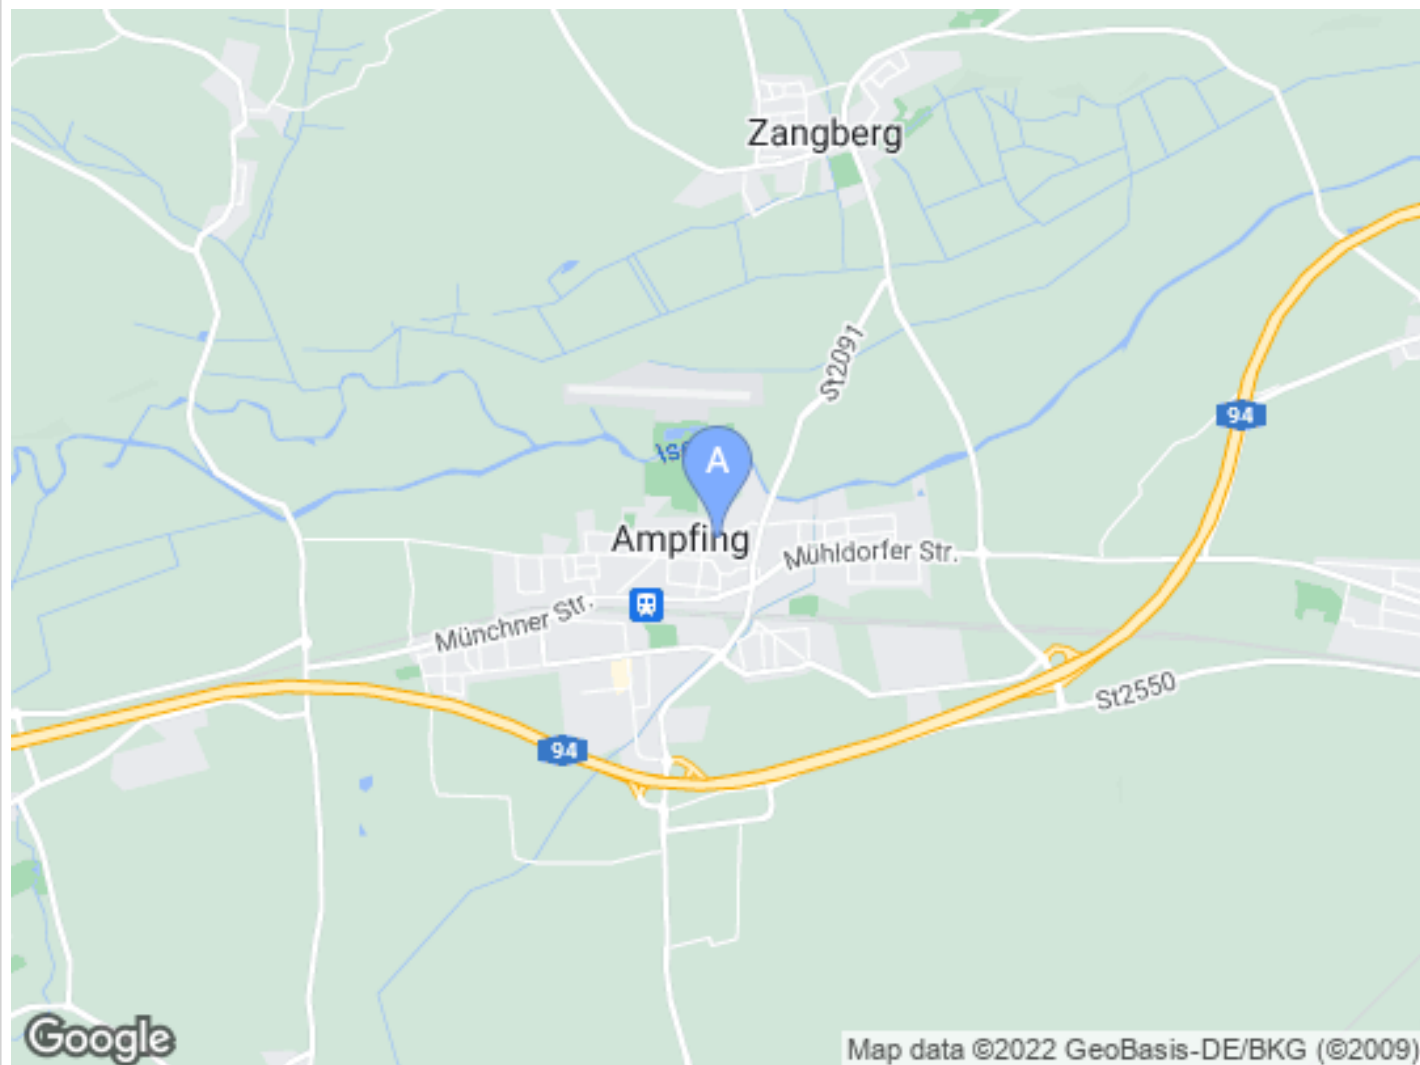 Zangberg
St2091
94
A
Ampfing
Mühldorfer Str.
Münchner Str.
St2550
94
Google
Map data ©2022 GeoBasis-DE/BKG (©2009)